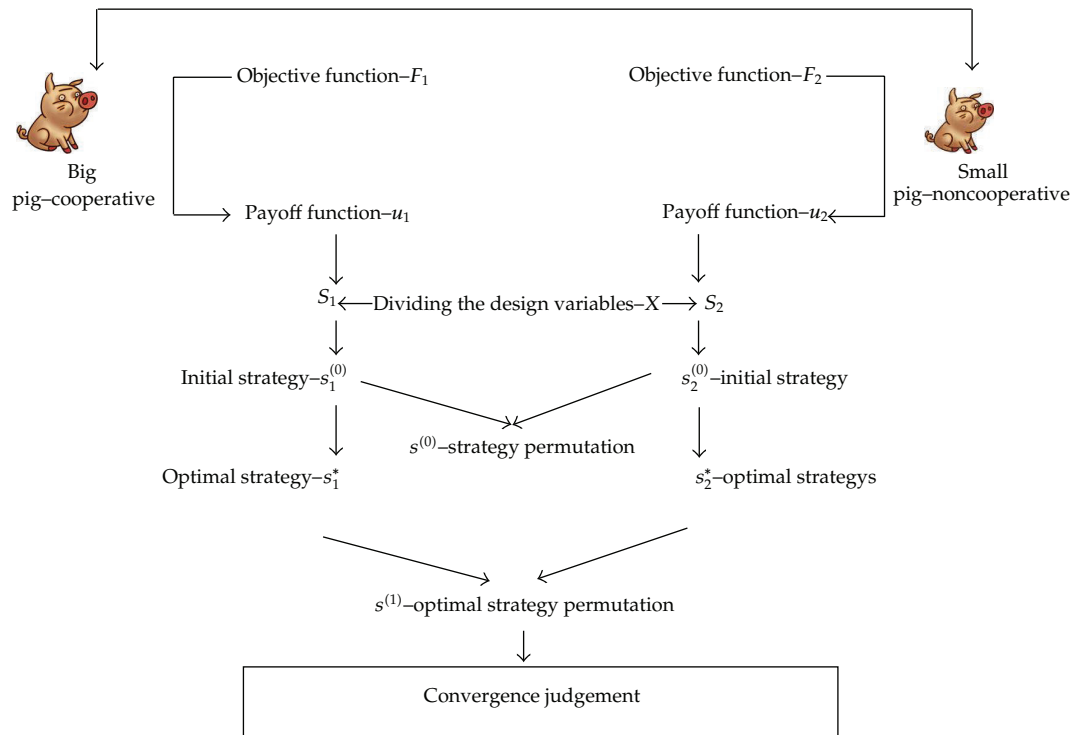 Objective function–F₁
Objective function–F₂
Big
pig–cooperative
Small
pig–noncooperative
Payoff function–u₁
Payoff function–u₂
S₁
Dividing the design variables–X
S₂
Initial strategy–s₁⁽⁰⁾
s₂⁽⁰⁾–initial strategy
s⁽⁰⁾–strategy permutation
Optimal strategy–s₁*
s₂*–optimal strategys
s⁽¹⁾–optimal strategy permutation
Convergence judgement